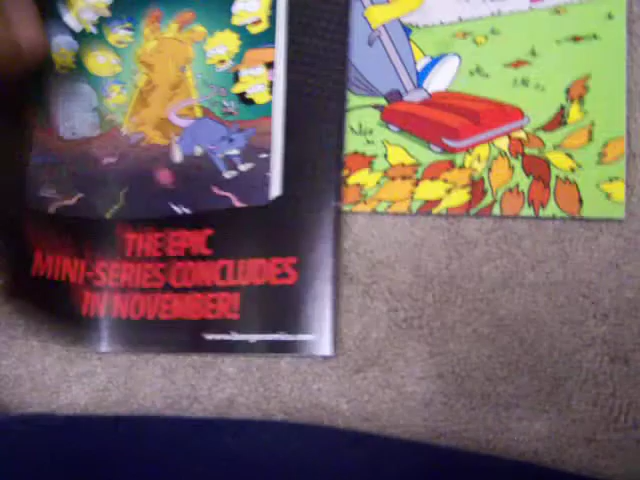 THE EPIC
MINI-SERIES CONCLUDES
IN NOVEMBER!